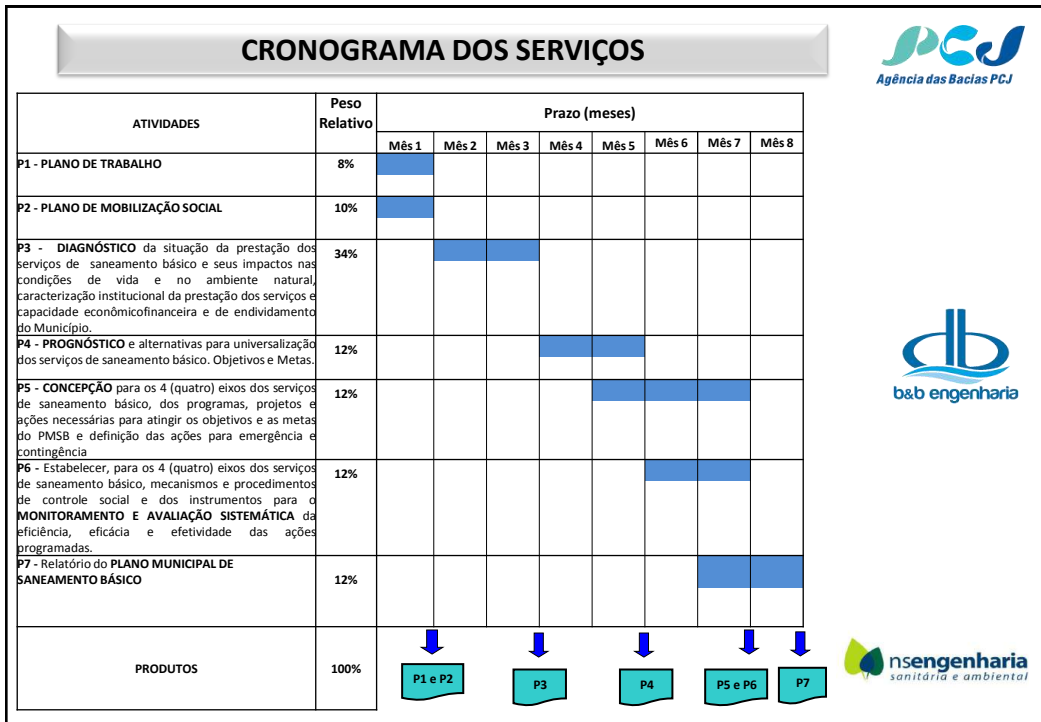 CRONOGRAMA DOS SERVIÇOS
PCJ
Agência das Bacias PCJ
ATIVIDADES
Peso
Relativo
Prazo (meses)
Mês 1 Mês 2 Mês 3 Mês 4 Mês 5 Mês 6 Mês 7 Mês 8
P1 - PLANO DE TRABALHO 8%
P2 - PLANO DE MOBILIZAÇÃO SOCIAL 10%
P3 - DIAGNÓSTICO da situação da prestação dos
serviços de saneamento básico e seus impactos nas
condições de vida e no ambiente natural,
caracterização institucional da prestação dos serviços e
capacidade econômicofinanceira e de endividamento
do Município.
34%
P4 - PROGNÓSTICO e alternativas para universalização
dos serviços de saneamento básico. Objetivos e Metas.
12%
P5 - CONCEPÇÃO para os 4 (quatro) eixos dos serviços
de saneamento básico, dos programas, projetos e
ações necessárias para atingir os objetivos e as metas
do PMSB e definição das ações para emergência e
contingência
12%
P6 - Estabelecer, para os 4 (quatro) eixos dos serviços
de saneamento básico, mecanismos e procedimentos
de controle social e dos instrumentos para o
MONITORAMENTO E AVALIAÇÃO SISTEMÁTICA da
eficiência, eficácia e efetividade das ações
programadas.
12%
P7 - Relatório do PLANO MUNICIPAL DE
SANEAMENTO BÁSICO
12%
PRODUTOS 100%
P1 e P2 P3 P4 P5 e P6 P7
b&b engenharia
nsengenharia
sanitária e ambiental